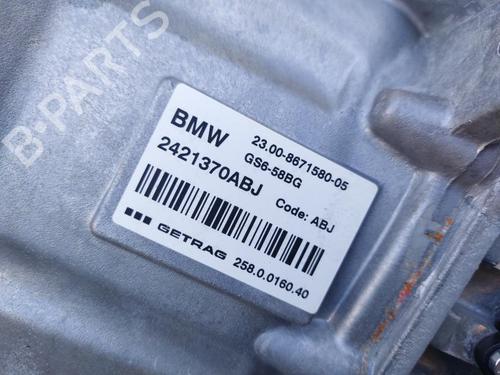 B-PARTS
BMW 23.00-8671580-05
GS6-58BG
2421370ABJ
Code: ABJ
GETRAG 258.0.0160.40